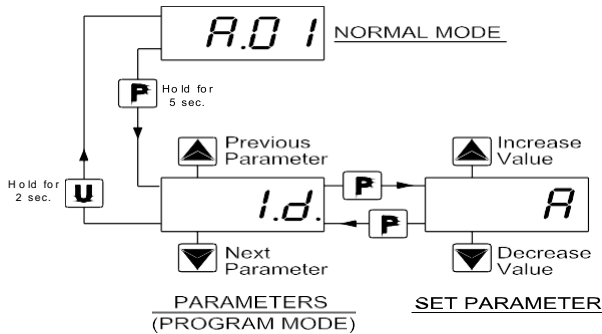 A.01
NORMAL MODE
P
Hold for
5 sec.
Previous
Parameter
Increase
Value
Hold for
2 sec.
U
1.d.
P
P
A
Next
Parameter
Decrease
Value
PARAMETERS
(PROGRAM MODE)
SET PARAMETER